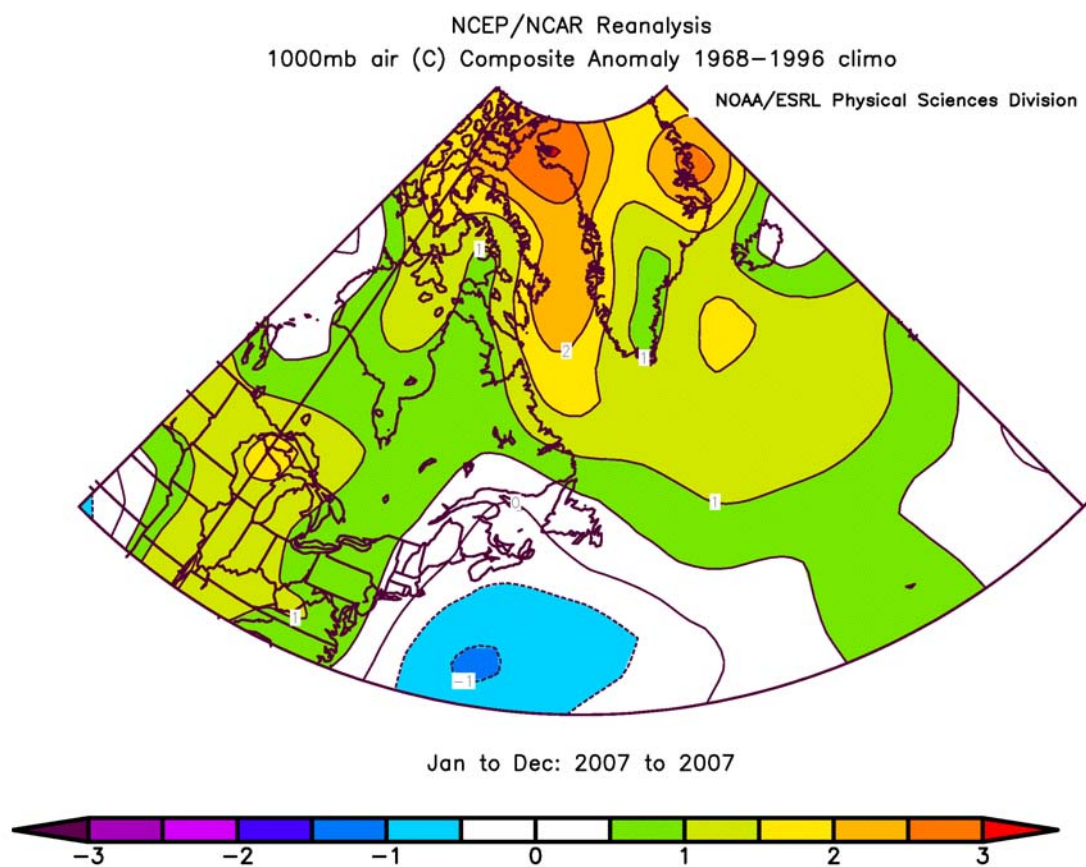 NCEP/NCAR Reanalysis
1000mb air (C) Composite Anomaly 1968-1996 climo
NOAA/ESRL Physical Sciences Division
1
2
1
0
1
1
-1
Jan to Dec: 2007 to 2007
-3 -2 -1 0 1 2 3